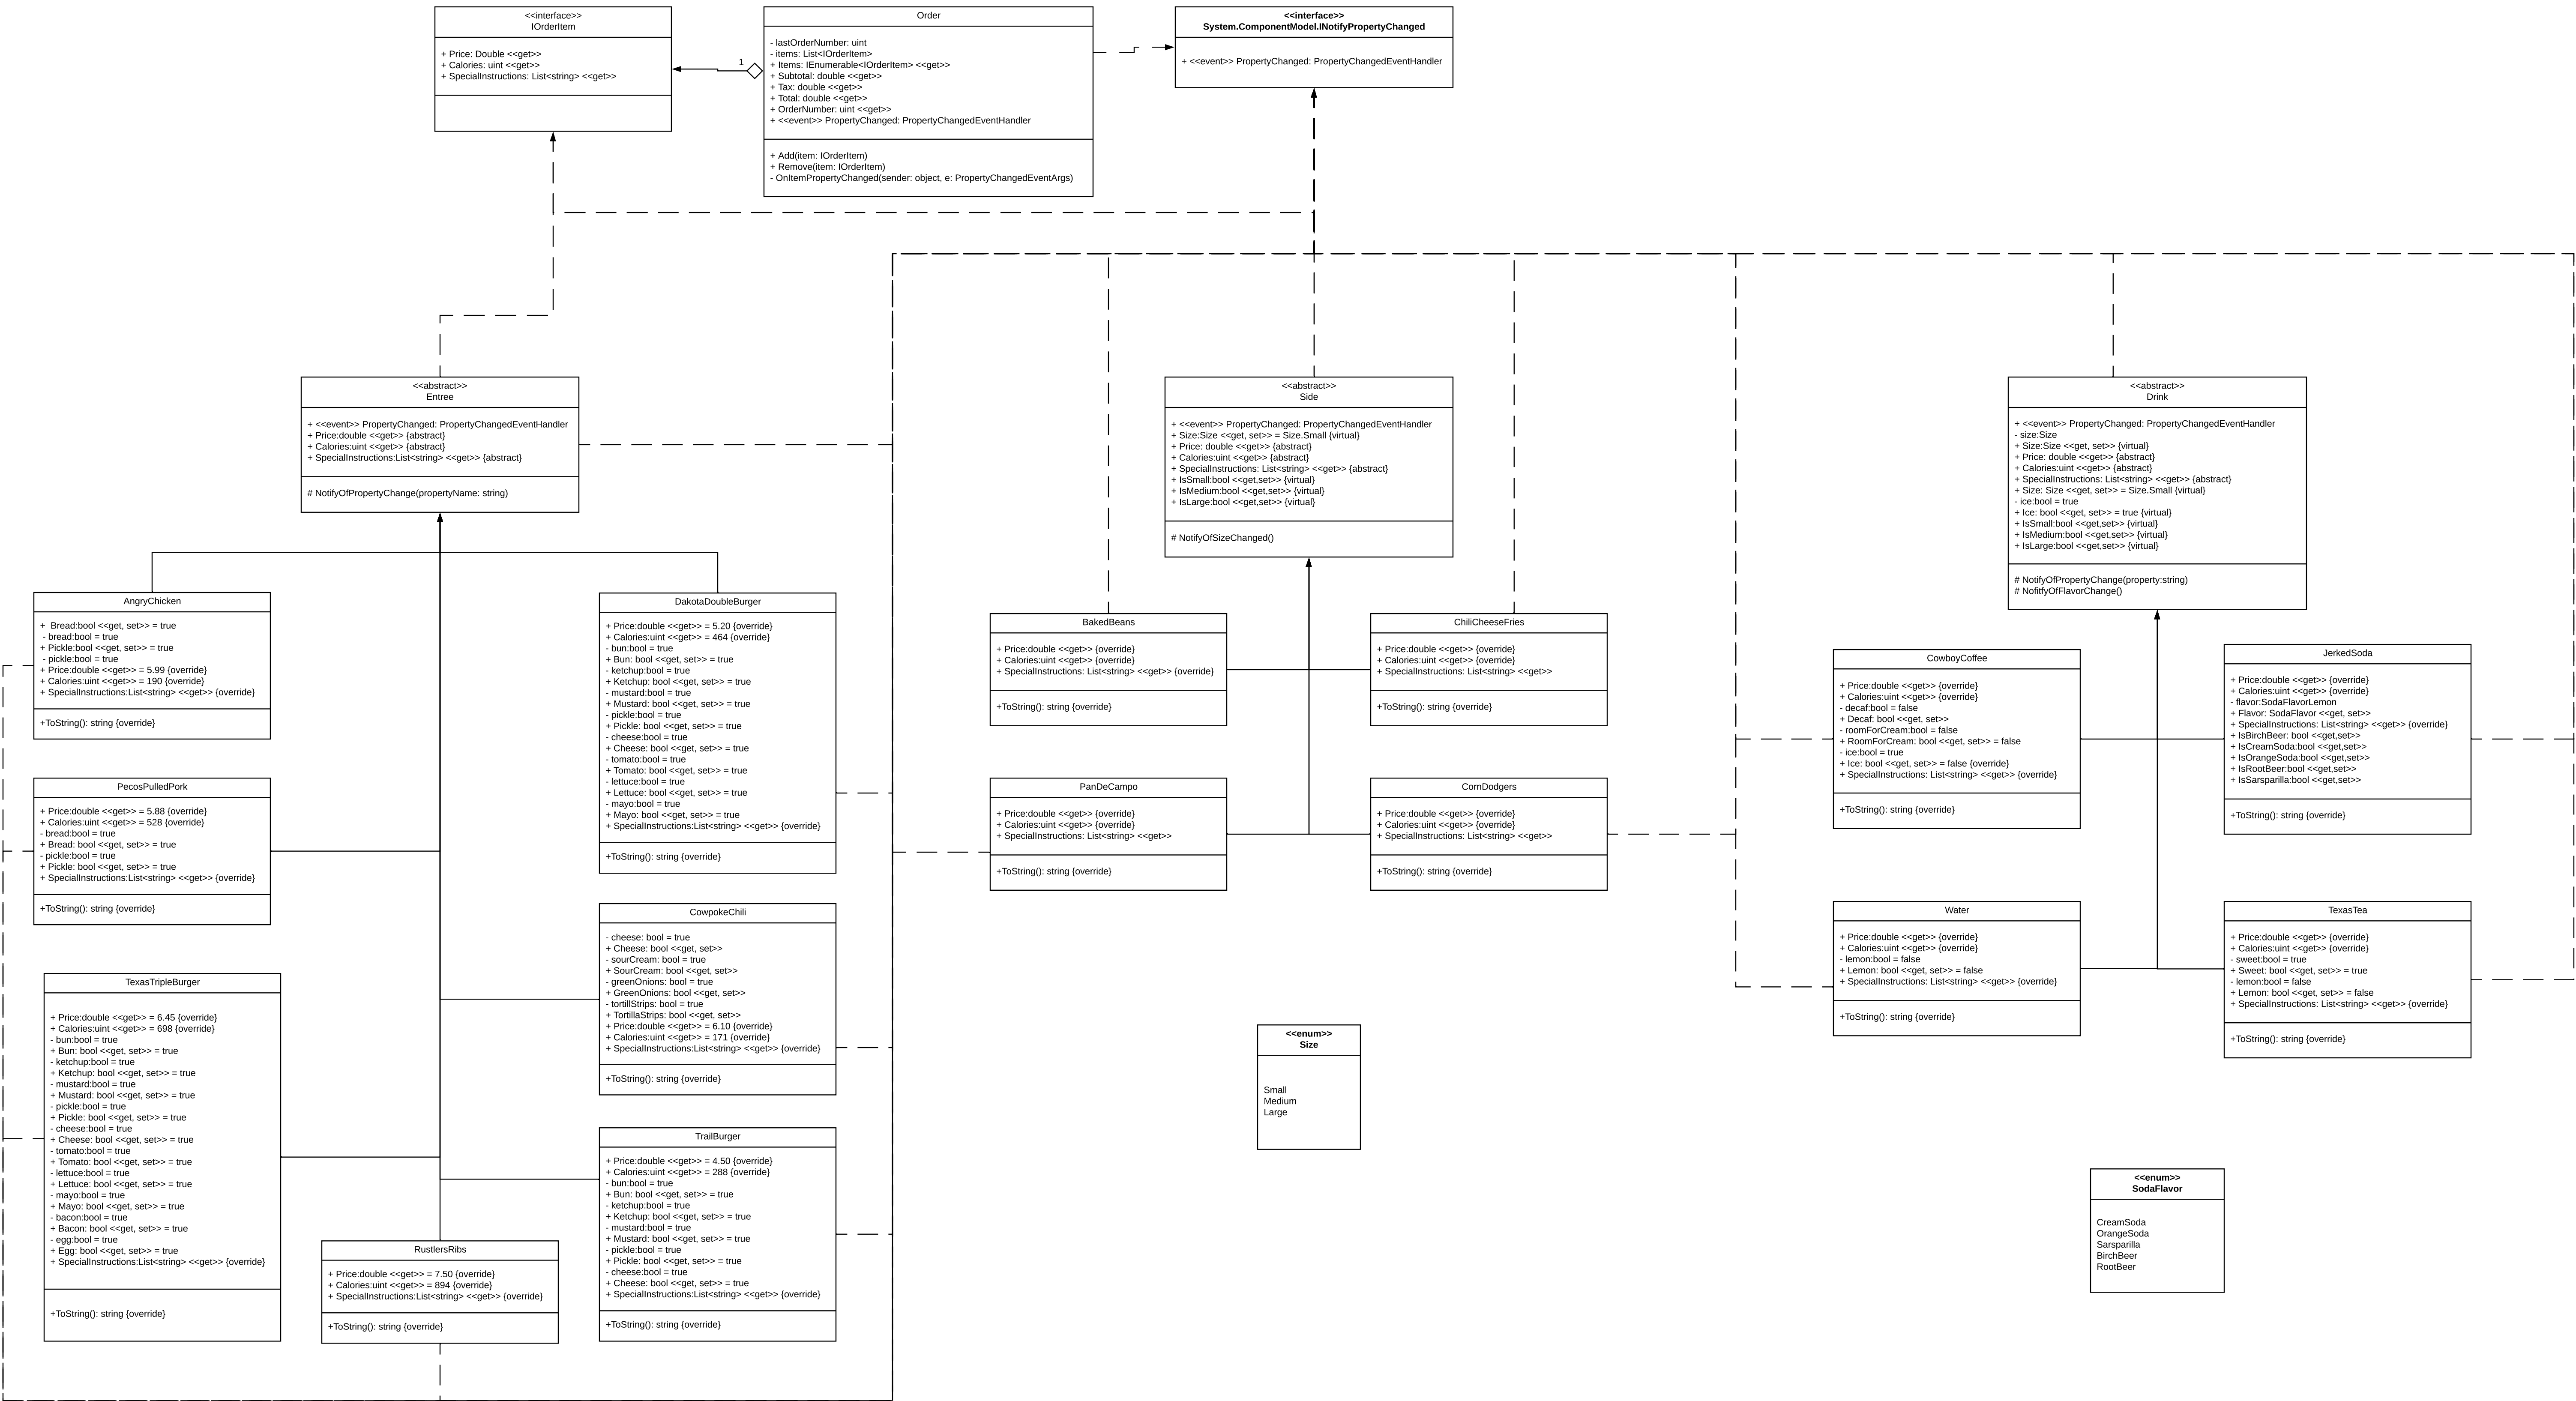 <<interface>>
IOrderItem
+ Price: Double <<get>>
+ Calories: uint <<get>>
+ SpecialInstructions: List<string> <<get>>
1
Order
- lastOrderNumber: uint
- items: List<IOrderItem>
+ Items: IEnumerable<IOrderItem> <<get>>
+ Subtotal: double <<get>>
+ Tax: double <<get>>
+ Total: double <<get>>
+ OrderNumber: uint <<get>>
+ <<event>> PropertyChanged: PropertyChangedEventHandler
+ Add(item: IOrderItem)
+ Remove(item: IOrderItem)
- OnItemPropertyChanged(sender: object, e: PropertyChangedEventArgs)
<<interface>>
System.ComponentModel.INotifyPropertyChanged
+ <<event>> PropertyChanged: PropertyChangedEventHandler
<<abstract>>
Entree
+ <<event>> PropertyChanged: PropertyChangedEventHandler
+ Price:double <<get>> {abstract}
+ Calories:uint <<get>> {abstract}
+ SpecialInstructions:List<string> <<get>> {abstract}
# NotifyOfPropertyChange(propertyName: string)
<<abstract>>
Side
+ <<event>> PropertyChanged: PropertyChangedEventHandler
+ Size:Size <<get, set>> = Size.Small {virtual}
+ Price: double <<get>> {abstract}
+ Calories:uint <<get>> {abstract}
+ SpecialInstructions: List<string> <<get>> {abstract}
+ IsSmall:bool <<get,set>> {virtual}
+ IsMedium:bool <<get,set>> {virtual}
+ IsLarge:bool <<get,set>> {virtual}
# NotifyOfSizeChanged()
<<abstract>>
Drink
+ <<event>> PropertyChanged: PropertyChangedEventHandler
- size:Size
+ Size:Size <<get, set>> {virtual}
+ Price: double <<get>> {abstract}
+ Calories:uint <<get>> {abstract}
+ SpecialInstructions: List<string> <<get>> {abstract}
+ Size: Size <<get, set>> = Size.Small {virtual}
- ice:bool = true
+ Ice: bool <<get, set>> = true {virtual}
+ IsSmall:bool <<get,set>> {virtual}
+ IsMedium:bool <<get,set>> {virtual}
+ IsLarge:bool <<get,set>> {virtual}
# NotifyOfPropertyChange(property:string)
# NofitfyOfFlavorChange()
AngryChicken
+  Bread:bool <<get, set>> = true
- bread:bool = true
+ Pickle:bool <<get, set>> = true
- pickle:bool = true
+ Price:double <<get>> = 5.99 {override}
+ Calories:uint <<get>> = 190 {override}
+ SpecialInstructions:List<string> <<get>> {override}
+ToString(): string {override}
DakotaDoubleBurger
+ Price:double <<get>> = 5.20 {override}
+ Calories:uint <<get>> = 464 {override}
- bun:bool = true
+ Bun: bool <<get, set>> = true
- ketchup:bool = true
+ Ketchup: bool <<get, set>> = true
- mustard:bool = true
+ Mustard: bool <<get, set>> = true
- pickle:bool = true
+ Pickle: bool <<get, set>> = true
- cheese:bool = true
+ Cheese: bool <<get, set>> = true
- tomato:bool = true
+ Tomato: bool <<get, set>> = true
- lettuce:bool = true
+ Lettuce: bool <<get, set>> = true
- mayo:bool = true
+ Mayo: bool <<get, set>> = true
+ SpecialInstructions:List<string> <<get>> {override}
+ToString(): string {override}
BakedBeans
+ Price:double <<get>> {override}
+ Calories:uint <<get>> {override}
+ SpecialInstructions: List<string> <<get>> {override}
+ToString(): string {override}
ChiliCheeseFries
+ Price:double <<get>> {override}
+ Calories:uint <<get>> {override}
+ SpecialInstructions: List<string> <<get>>
+ToString(): string {override}
CowboyCoffee
+ Price:double <<get>> {override}
+ Calories:uint <<get>> {override}
- decaf:bool = false
+ Decaf: bool <<get, set>>
- roomForCream:bool = false
+ RoomForCream: bool <<get, set>> = false
- ice:bool = true
+ Ice: bool <<get, set>> = false {override}
+ SpecialInstructions: List<string> <<get>> {override}
+ToString(): string {override}
JerkedSoda
+ Price:double <<get>> {override}
+ Calories:uint <<get>> {override}
- flavor:SodaFlavorLemon
+ Flavor: SodaFlavor <<get, set>>
+ SpecialInstructions: List<string> <<get>> {override}
+ IsBirchBeer: bool <<get,set>>
+ IsCreamSoda:bool <<get,set>>
+ IsOrangeSoda:bool <<get,set>>
+ IsRootBeer:bool <<get,set>>
+ IsSarsparilla:bool <<get,set>>
+ToString(): string {override}
PecosPulledPork
+ Price:double <<get>> = 5.88 {override}
+ Calories:uint <<get>> = 528 {override}
- bread:bool = true
+ Bread: bool <<get, set>> = true
- pickle:bool = true
+ Pickle: bool <<get, set>> = true
+ SpecialInstructions:List<string> <<get>> {override}
+ToString(): string {override}
PanDeCampo
+ Price:double <<get>> {override}
+ Calories:uint <<get>> {override}
+ SpecialInstructions: List<string> <<get>>
+ToString(): string {override}
CornDodgers
+ Price:double <<get>> {override}
+ Calories:uint <<get>> {override}
+ SpecialInstructions: List<string> <<get>>
+ToString(): string {override}
CowpokeChili
- cheese: bool = true
+ Cheese: bool <<get, set>>
- sourCream: bool = true
+ SourCream: bool <<get, set>>
- greenOnions: bool = true
+ GreenOnions: bool <<get, set>>
- tortillStrips: bool = true
+ TortillaStrips: bool <<get, set>>
+ Price:double <<get>> = 6.10 {override}
+ Calories:uint <<get>> = 171 {override}
+ SpecialInstructions:List<string> <<get>> {override}
+ToString(): string {override}
Water
+ Price:double <<get>> {override}
+ Calories:uint <<get>> {override}
- lemon:bool = false
+ Lemon: bool <<get, set>> = false
+ SpecialInstructions: List<string> <<get>> {override}
+ToString(): string {override}
TexasTea
+ Price:double <<get>> {override}
+ Calories:uint <<get>> {override}
- sweet:bool = true
+ Sweet: bool <<get, set>> = true
- lemon:bool = false
+ Lemon: bool <<get, set>> = false
+ SpecialInstructions: List<string> <<get>> {override}
+ToString(): string {override}
TexasTripleBurger
+ Price:double <<get>> = 6.45 {override}
+ Calories:uint <<get>> = 698 {override}
- bun:bool = true
+ Bun: bool <<get, set>> = true
- ketchup:bool = true
+ Ketchup: bool <<get, set>> = true
- mustard:bool = true
+ Mustard: bool <<get, set>> = true
- pickle:bool = true
+ Pickle: bool <<get, set>> = true
- cheese:bool = true
+ Cheese: bool <<get, set>> = true
- tomato:bool = true
+ Tomato: bool <<get, set>> = true
- lettuce:bool = true
+ Lettuce: bool <<get, set>> = true
- mayo:bool = true
+ Mayo: bool <<get, set>> = true
- bacon:bool = true
+ Bacon: bool <<get, set>> = true
- egg:bool = true
+ Egg: bool <<get, set>> = true
+ SpecialInstructions:List<string> <<get>> {override}
+ToString(): string {override}
<<enum>>
Size
Small
Medium
Large
TrailBurger
+ Price:double <<get>> = 4.50 {override}
+ Calories:uint <<get>> = 288 {override}
- bun:bool = true
+ Bun: bool <<get, set>> = true
- ketchup:bool = true
+ Ketchup: bool <<get, set>> = true
- mustard:bool = true
+ Mustard: bool <<get, set>> = true
- pickle:bool = true
+ Pickle: bool <<get, set>> = true
- cheese:bool = true
+ Cheese: bool <<get, set>> = true
+ SpecialInstructions:List<string> <<get>> {override}
+ToString(): string {override}
<<enum>>
SodaFlavor
CreamSoda
OrangeSoda
Sarsparilla
BirchBeer
RootBeer
RustlersRibs
+ Price:double <<get>> = 7.50 {override}
+ Calories:uint <<get>> = 894 {override}
+ SpecialInstructions:List<string> <<get>> {override}
+ToString(): string {override}